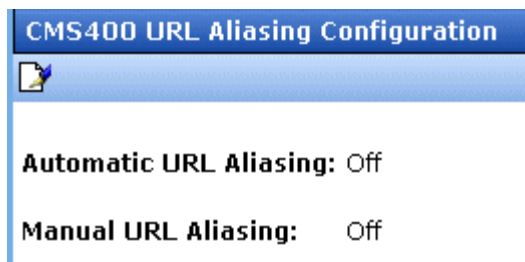 CMS400 URL Aliasing Configuration
Automatic URL Aliasing: Off
Manual URL Aliasing: Off